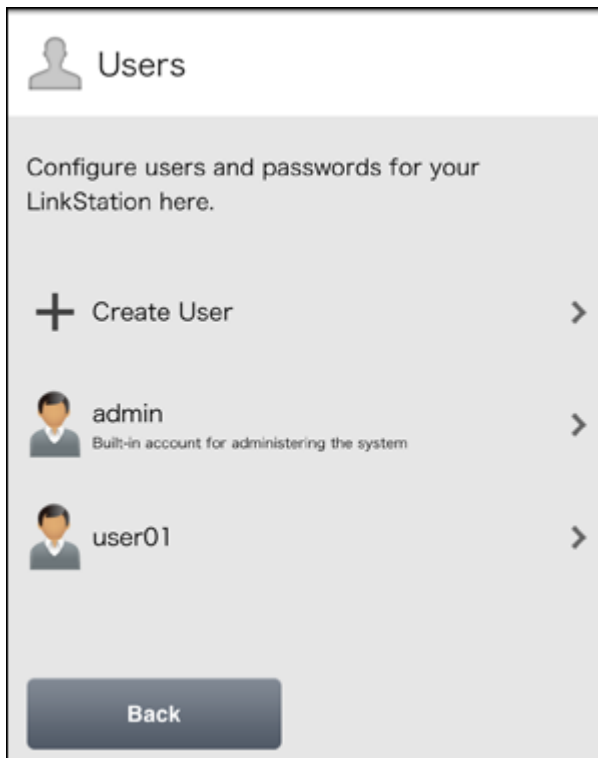 Users
Configure users and passwords for your
LinkStation here.
Create User
admin
Built-in account for administering the system
user01
Back